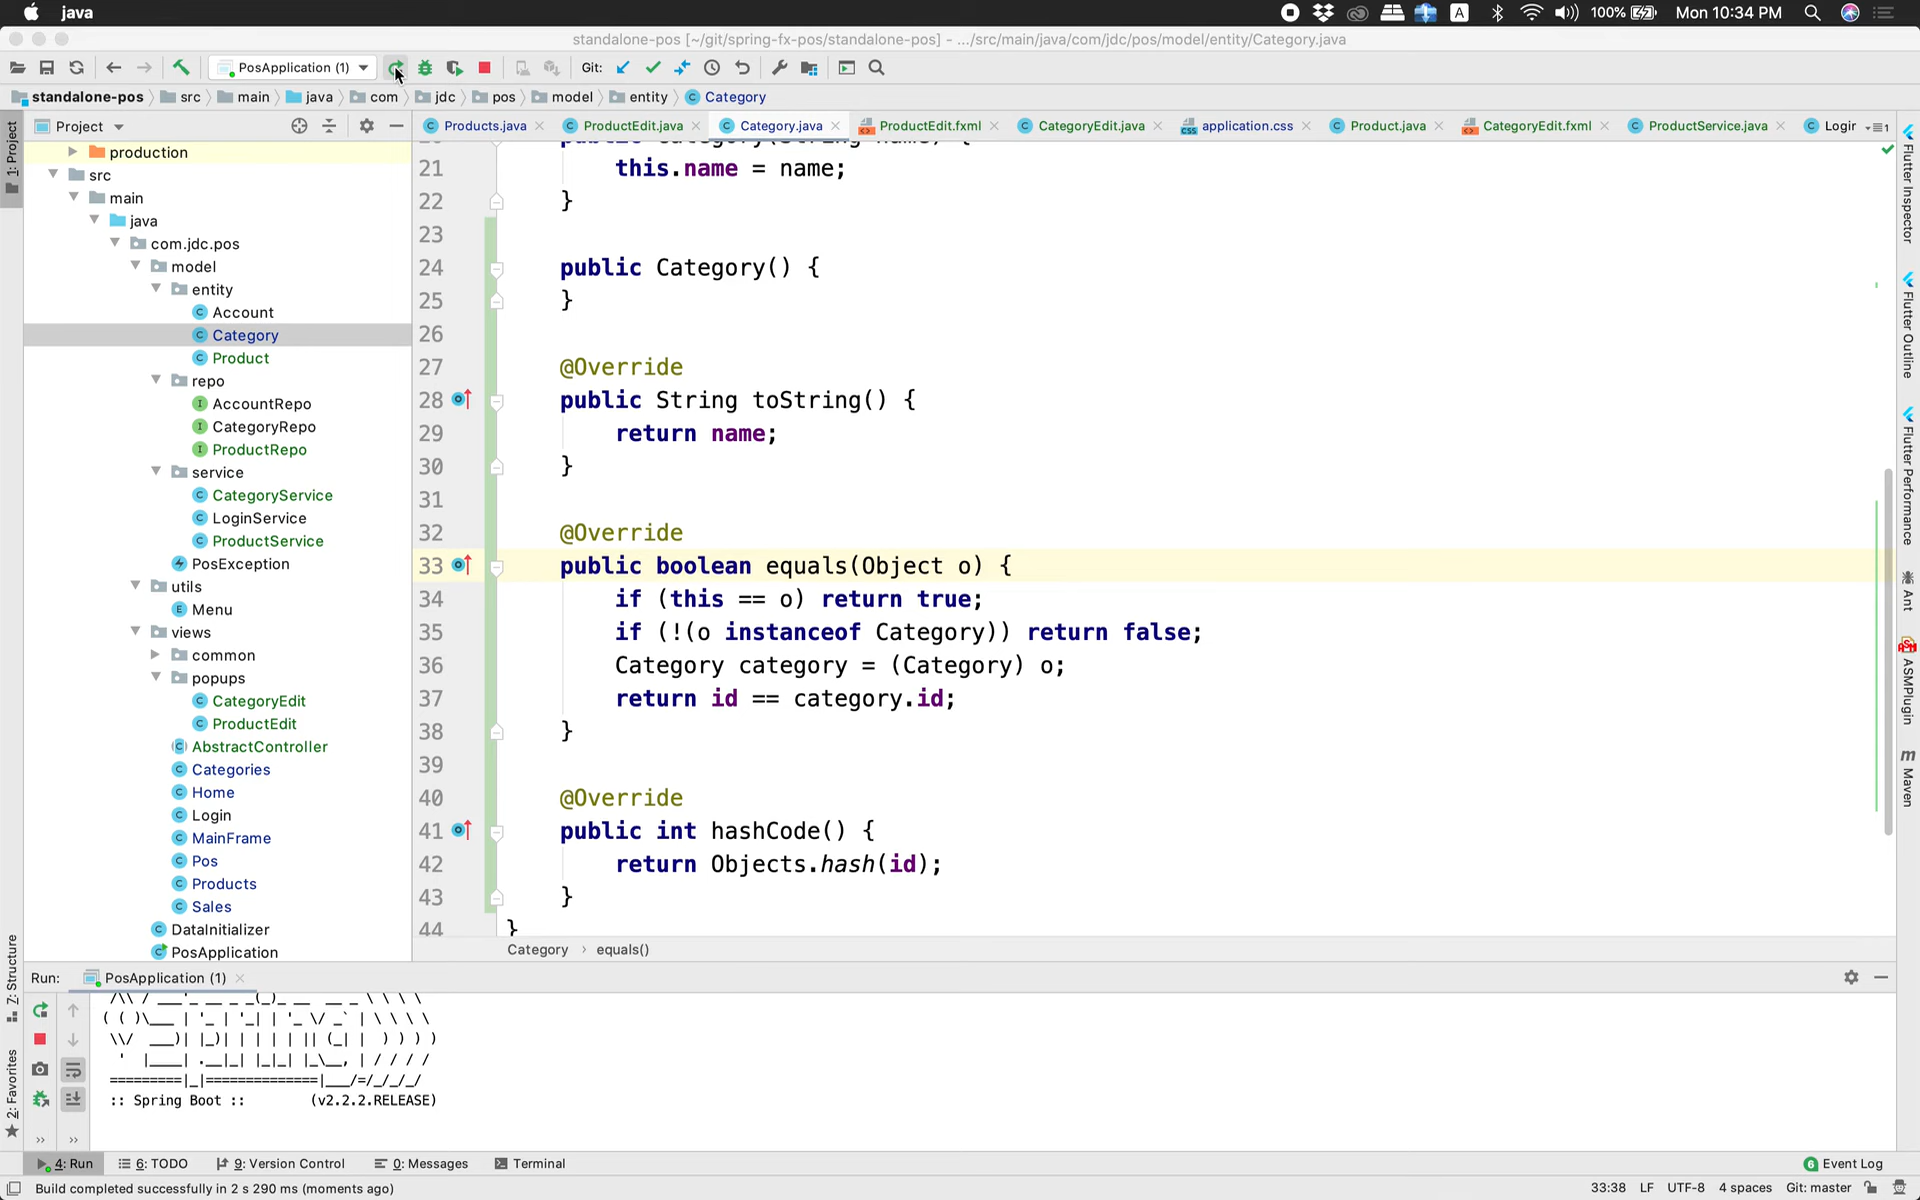 java
100%
A
Mon 10:34 PM
standalone-pos [~/git/spring-fx-pos/standalone-pos] - .../src/main/java/com/jdc/pos/model/entity/Category.java
PosApplication (1)
Git:
standalone-pos
src
main
java
com
jdc
pos
model
entity
Category
Project
Products.java
ProductEdit.java
Category.java
ProductEdit.fxml
CategoryEdit.java
application.css
Product.java
CategoryEdit.fxml
ProductService.java
Logir
1: Project
production
src
main
java
com.jdc.pos
model
entity
Account
Category
Product
repo
AccountRepo
CategoryRepo
ProductRepo
service
CategoryService
LoginService
ProductService
PosException
utils
Menu
views
common
popups
CategoryEdit
ProductEdit
AbstractController
Categories
Home
Login
MainFrame
Pos
Products
Sales
DataInitializer
PosApplication
21 this.name = name;
22 }
23
24 public Category() {
25 }
26
27 @Override
28 public String toString() {
29 return name;
30 }
31
32 @Override
33 public boolean equals(Object o) {
34 if (this == o) return true;
35 if (!(o instanceof Category)) return false;
36 Category category = (Category) o;
37 return id == category.id;
38 }
39
40 @Override
41 public int hashCode() {
42 return Objects.hash(id);
43 }
44 }
Category › equals()
Flutter Inspector
Flutter Outline
Flutter Performance
Ant
ASMPlugin
Maven
Z: Structure
2: Favorites
Run:
PosApplication (1)
:: Spring Boot :: (v2.2.2.RELEASE)
4: Run
6: TODO
9: Version Control
0: Messages
Terminal
6 Event Log
Build completed successfully in 2 s 290 ms (moments ago)
33:38
LF
UTF-8
4 spaces
Git: master